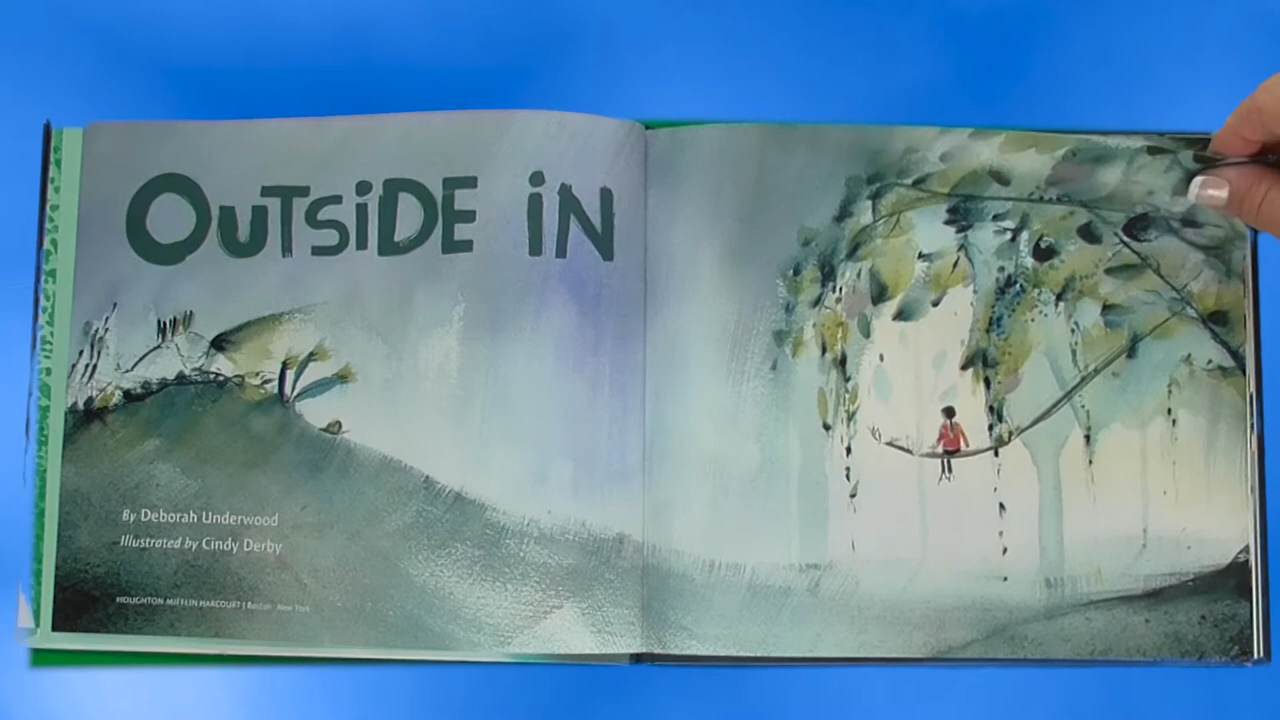 OUTSiDE iN
By Deborah Underwood
Illustrated by Cindy Derby
HOUGHTON MIFFLIN HARCOURT | Boston New York